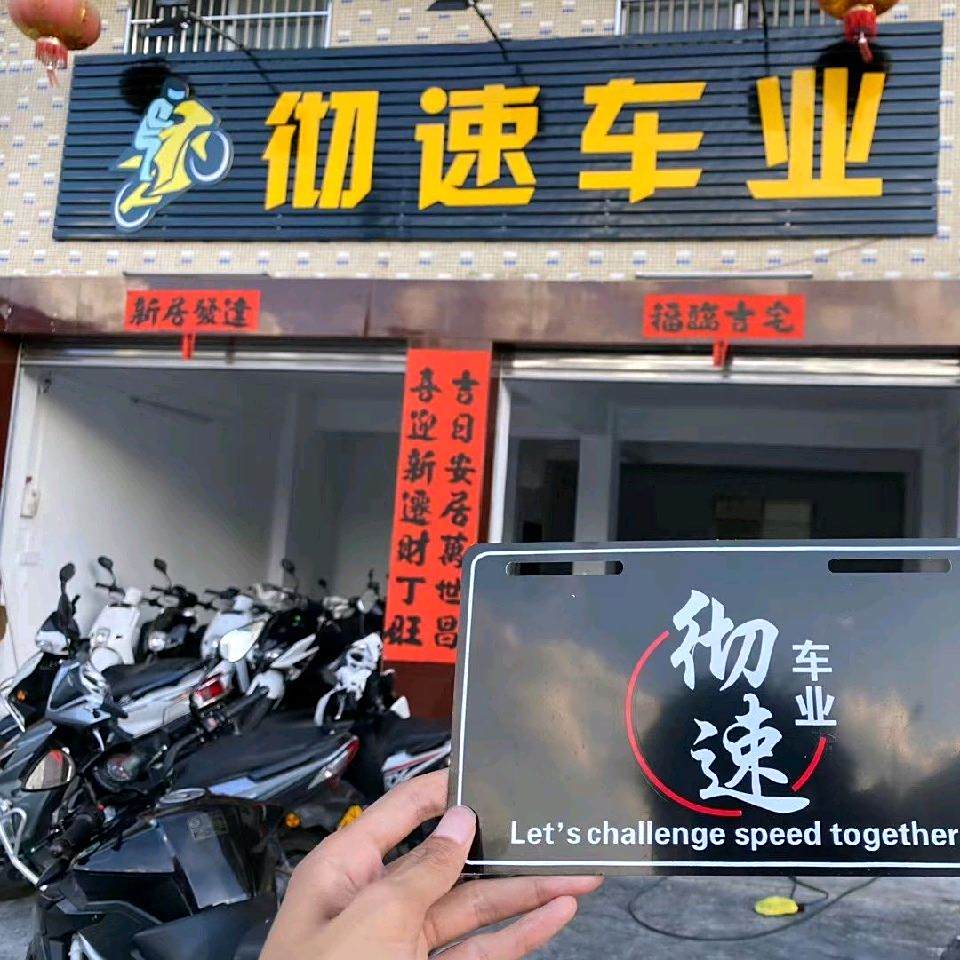 彻速车业
新居發達
福臨吉宅
吉日安居萬世昌
喜迎新遷財丁旺
彻速
车业
Let's challenge speed together